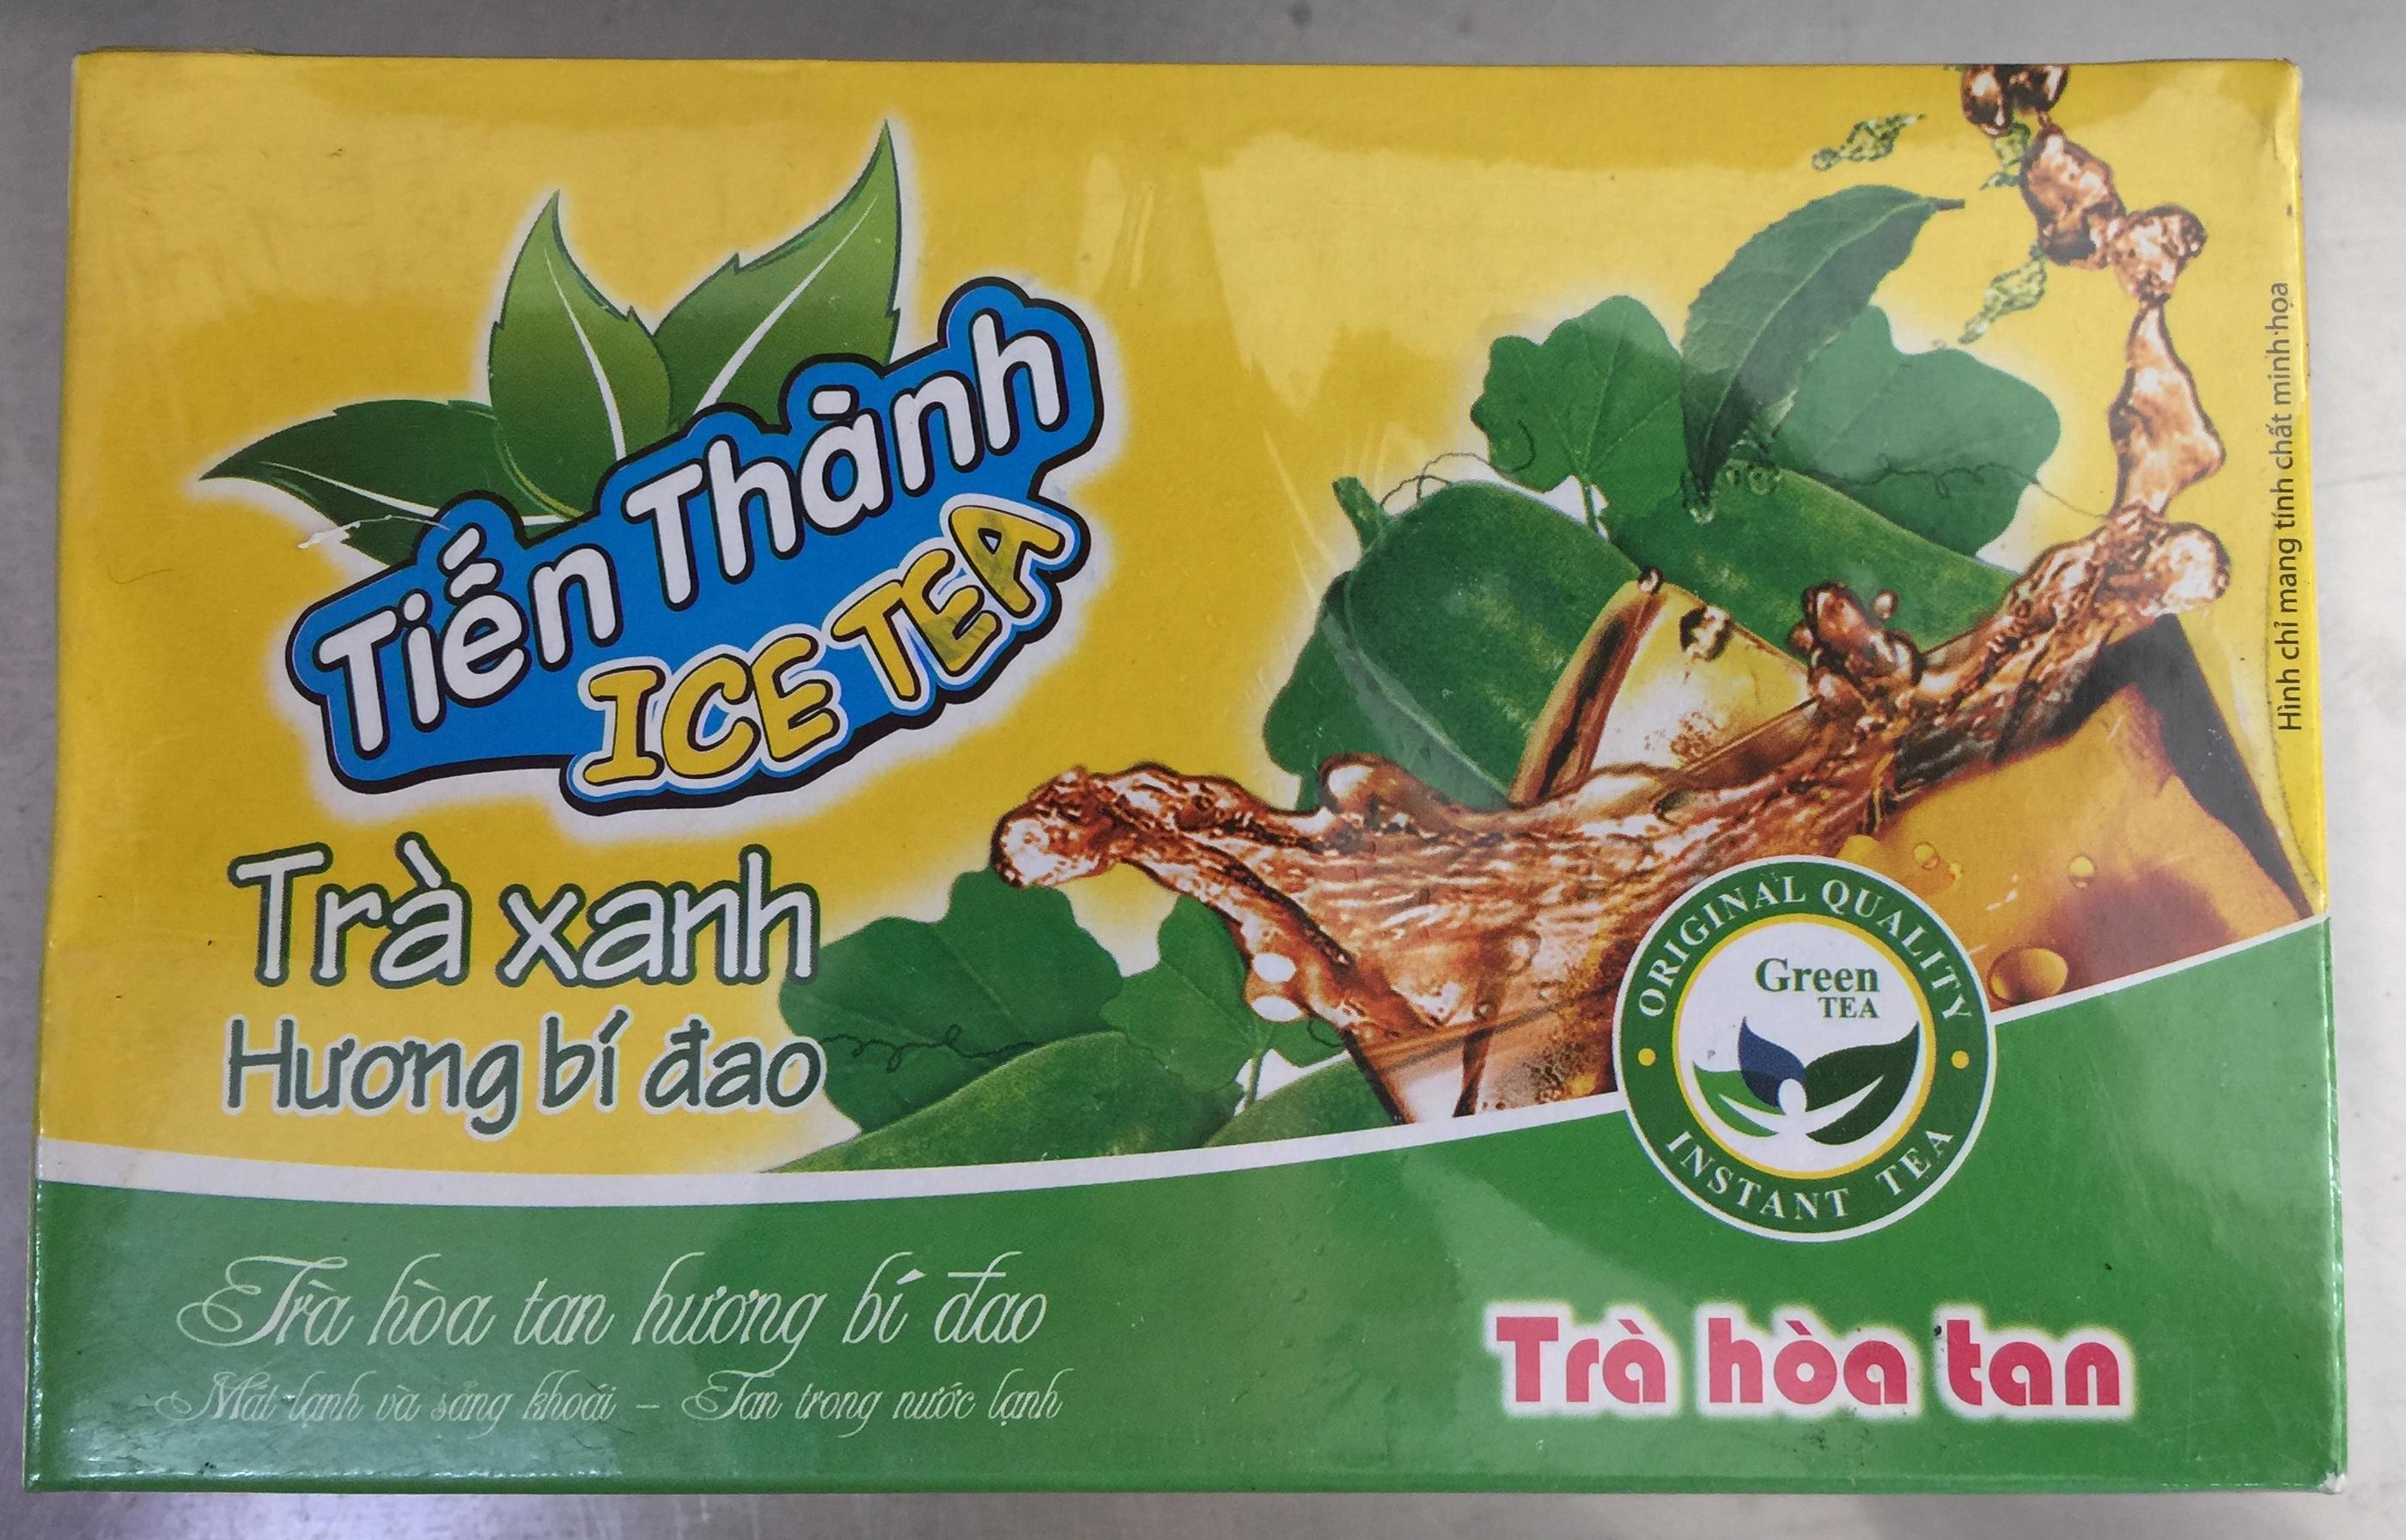 Tiến Thành
ICE TEA
Trà xanh
Hương bí đao
Hình chỉ mang tính chất minh họa
ORIGINAL QUALITY
Green
TEA
INSTANT TEA
Trà hòa tan hương bí đao
Mát lạnh và sảng khoái – Tan trong nước lạnh
Trà hòa tan